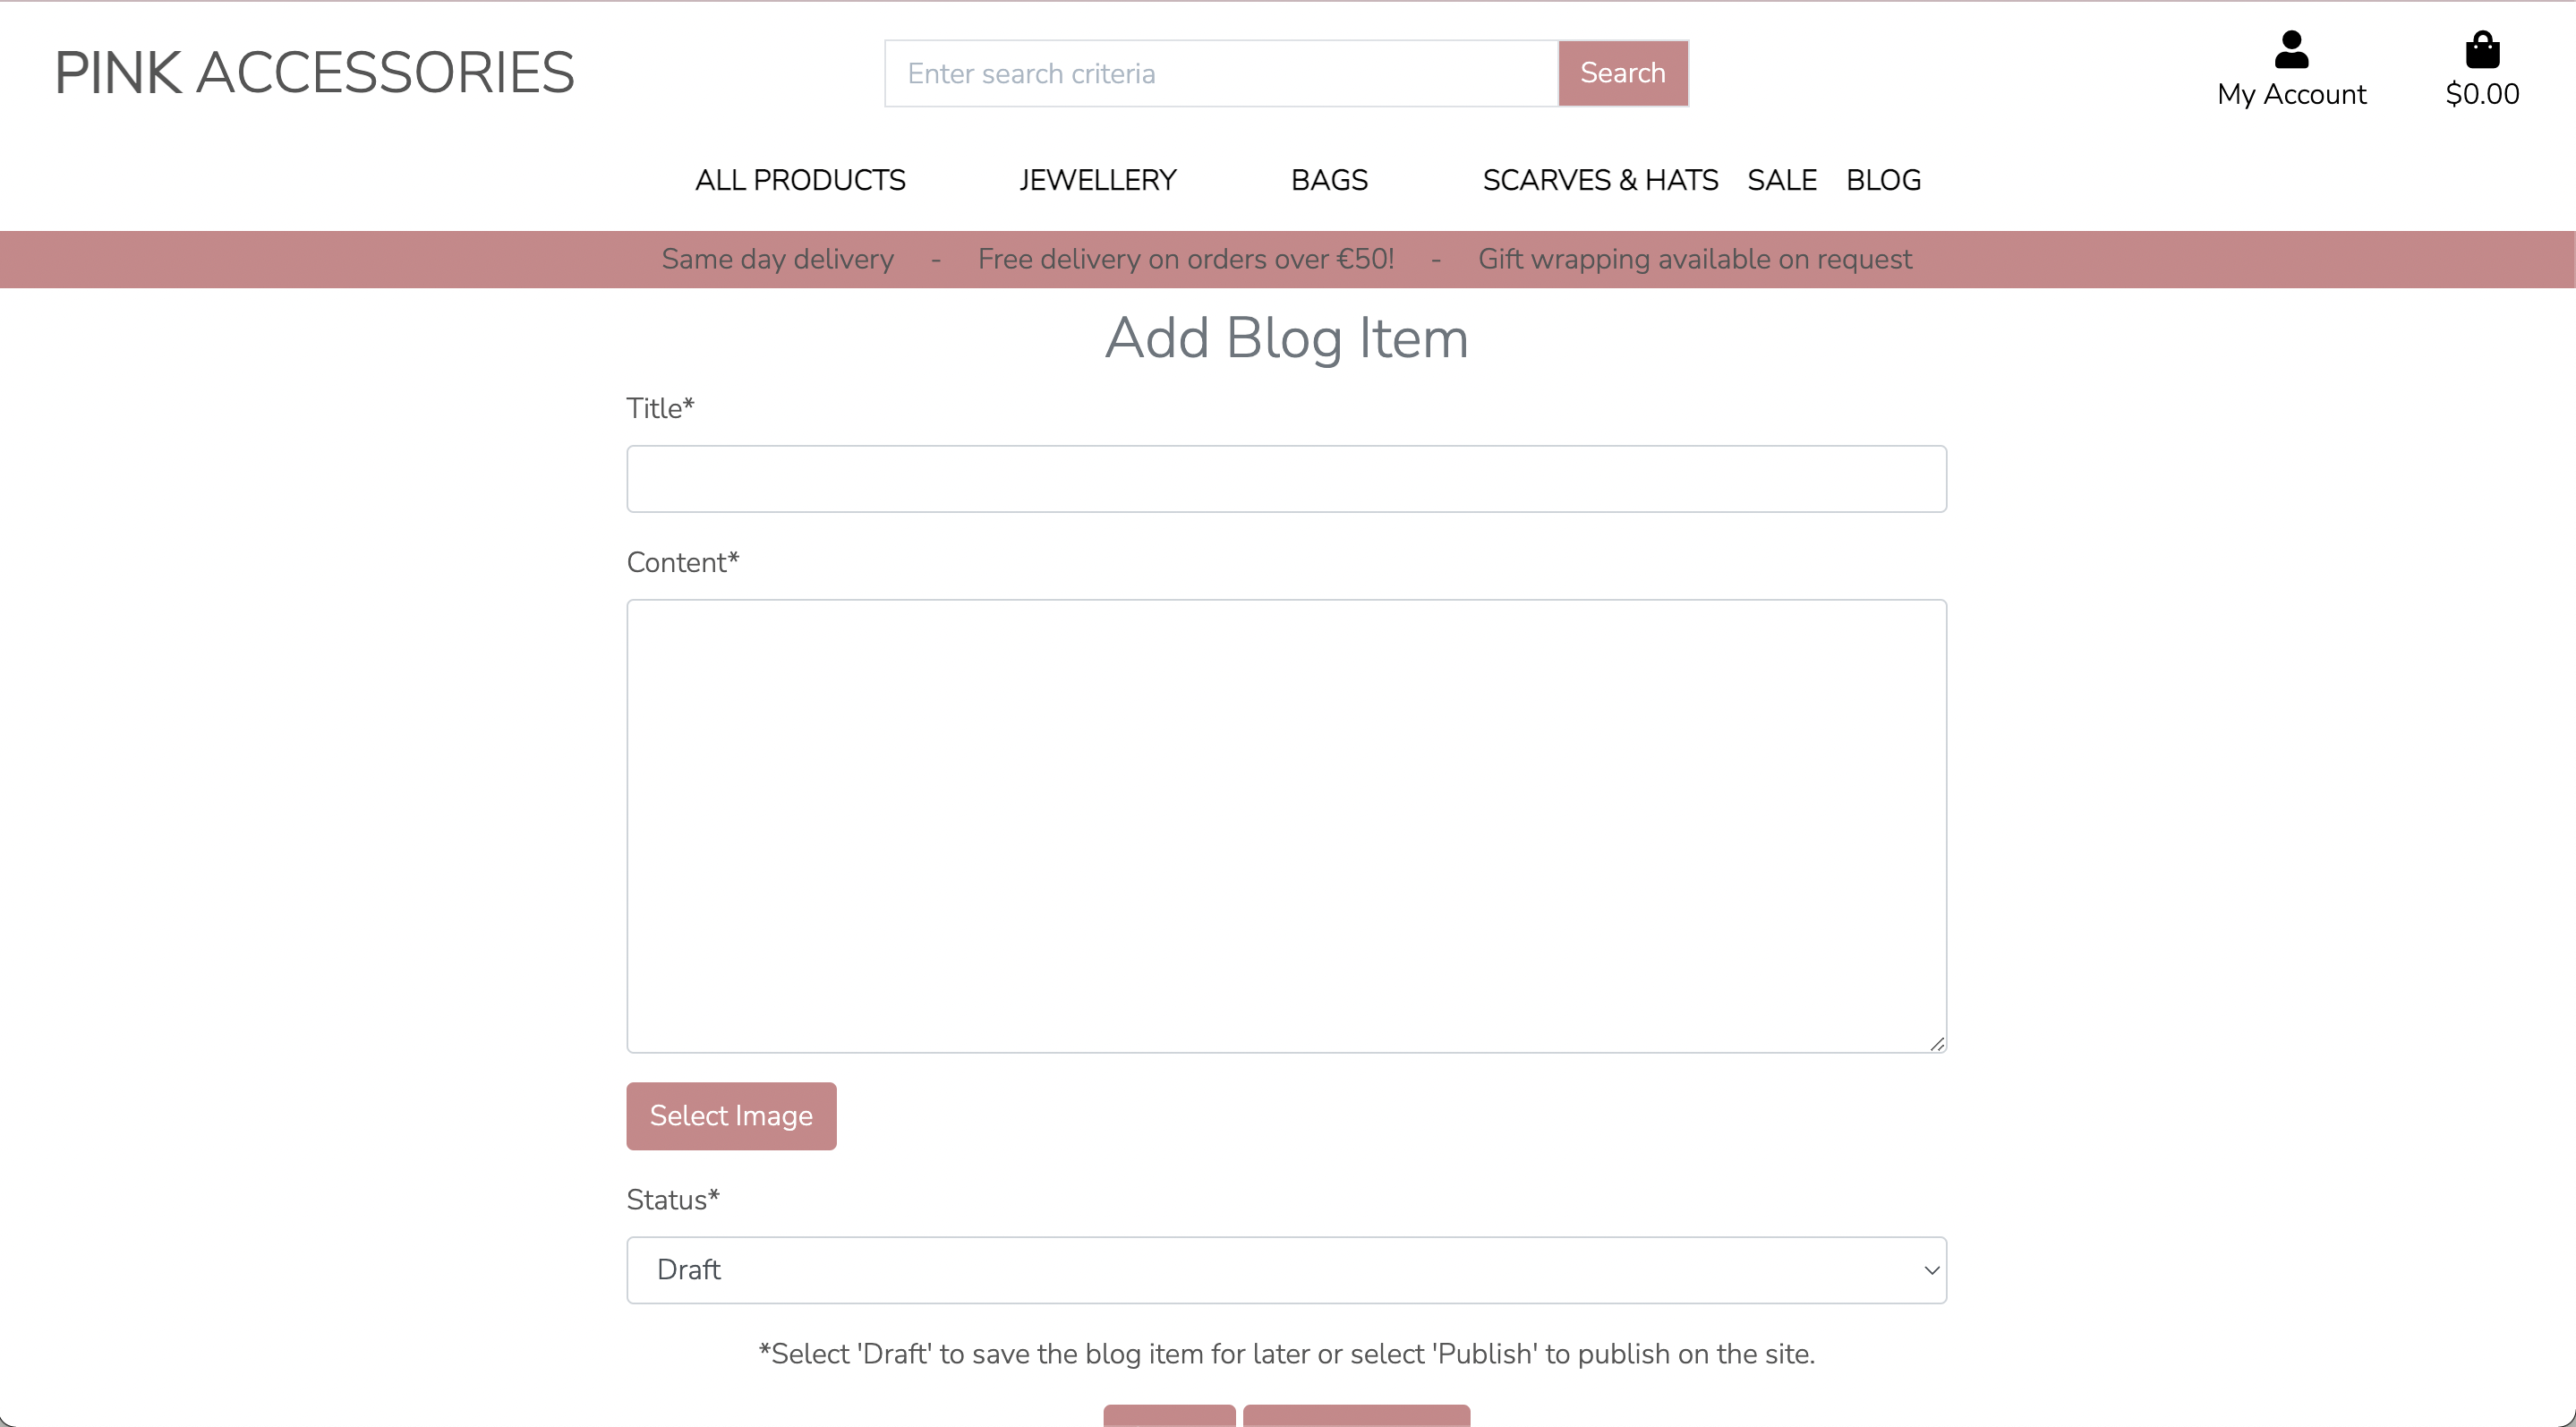 PINK ACCESSORIES
Enter search criteria
Search
My Account
$0.00
ALL PRODUCTS
JEWELLERY
BAGS
SCARVES & HATS
SALE
BLOG
Same day delivery - Free delivery on orders over €50! - Gift wrapping available on request
Add Blog Item
Title*
Content*
Select Image
Status*
Draft
*Select 'Draft' to save the blog item for later or select 'Publish' to publish on the site.